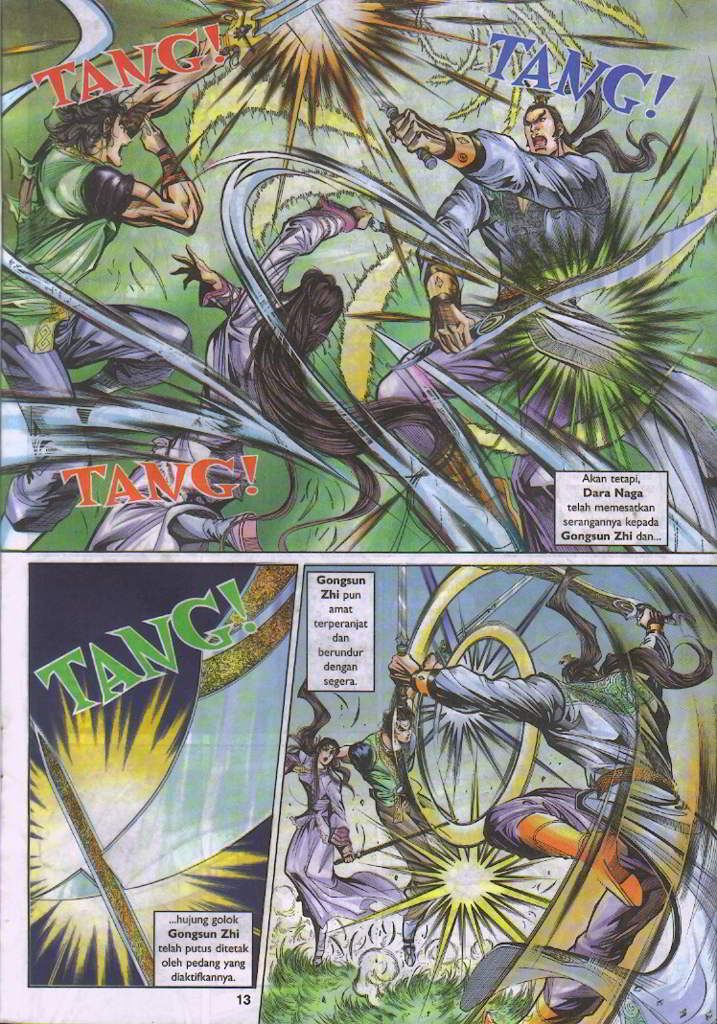 TANG!
TANG!
TANG!
Akan tetapi,
Dara Naga
telah memesatkan
serangannya kepada
Gongsun Zhi dan...
TANG!
...hujung golok
Gongsun Zhi
telah putus ditetak
oleh pedang yang
diaktifkannya.
Gongsun
Zhi pun
amat
terperanjat
dan
berundur
dengan
segera.
13